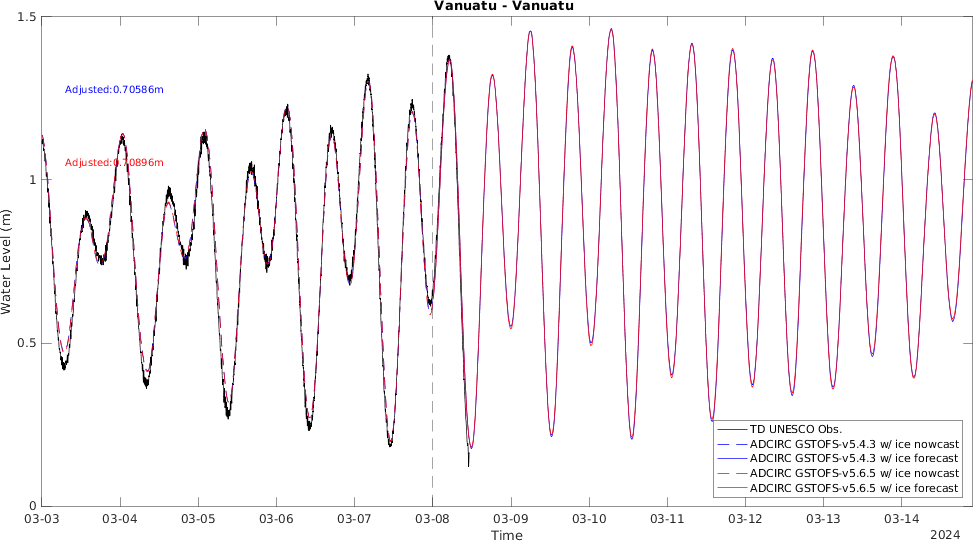 Vanuatu - Vanuatu
1.5
Adjusted:0.70586m
Adjusted:0.70896m
1
Water Level (m)
0.5
0
TD UNESCO Obs.
ADCIRC GSTOFS-v5.4.3 w/ ice nowcast
ADCIRC GSTOFS-v5.4.3 w/ ice forecast
ADCIRC GSTOFS-v5.6.5 w/ ice nowcast
ADCIRC GSTOFS-v5.6.5 w/ ice forecast
03-03 03-04 03-05 03-06 03-07 03-08 03-09 03-10 03-11 03-12 03-13 03-14
Time
2024